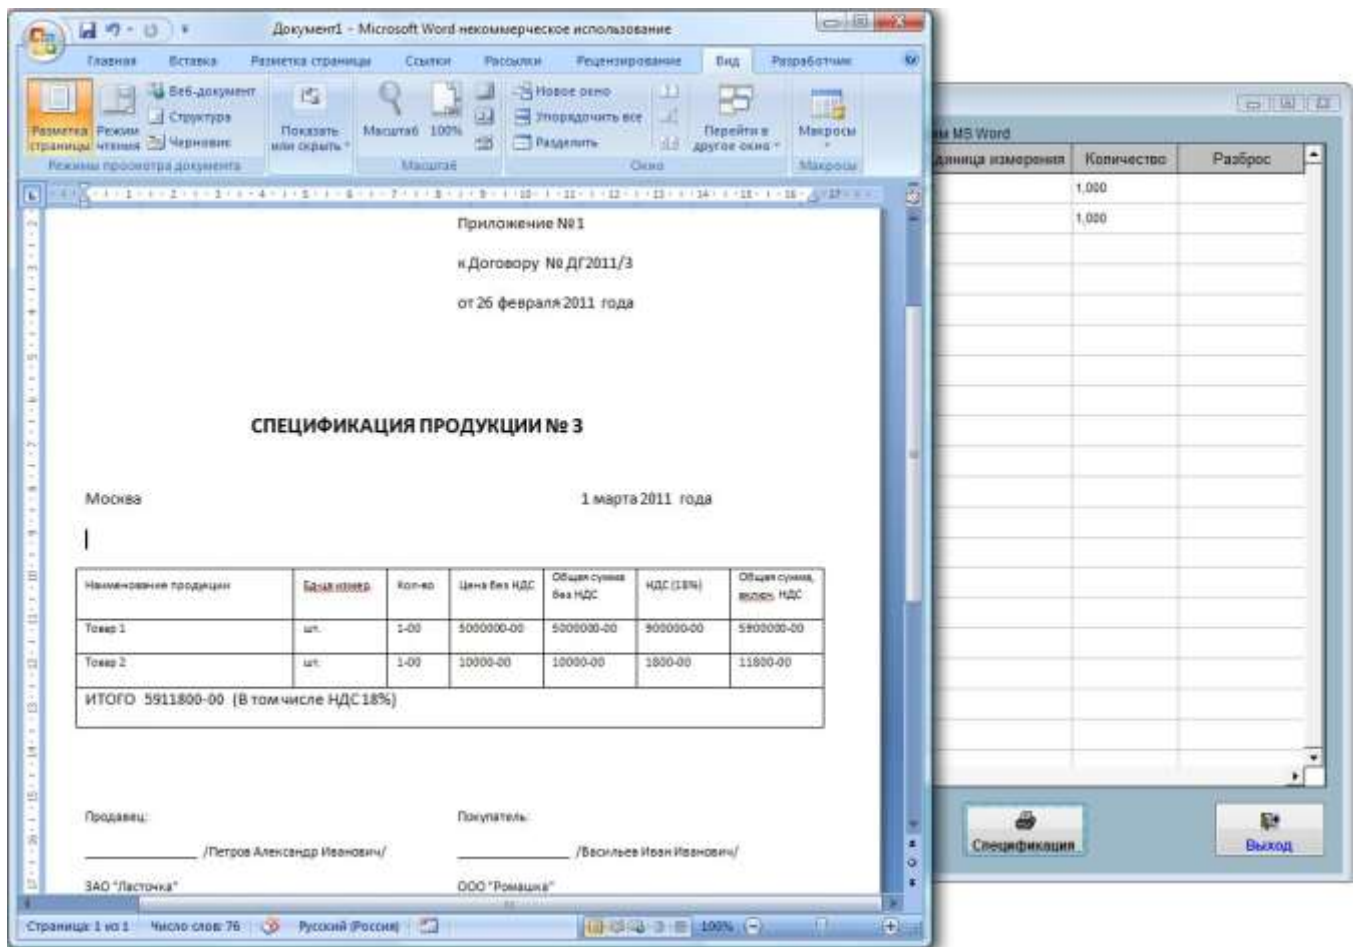 Документ1 - Microsoft Word некоммерческое использование
Главная Вставка Разметка страницы Ссылки Рассылки Рецензирование Вид Разработчик
Разметка страницы
Режим чтения
Веб-документ
Структура
Черновик
Режимы просмотра документа
Показать или скрыть
Масштаб 100%
Масштаб
Новое окно
Упорядочить все
Разделить
Перейти в другое окно
Окно
Макросы
Макросы
Приложение №1
к Договору № ДГ2011/3
от 26 февраля 2011 года
СПЕЦИФИКАЦИЯ ПРОДУКЦИИ № 3
Москва 1 марта 2011 года
Наименование продукции Ед-ца измер. Кол-во Цена без НДС Общая сумма без НДС НДС (18%) Общая сумма, включ. НДС
Товар 1 шт. 1-00 5000000-00 5000000-00 900000-00 5900000-00
Товар 2 шт. 1-00 10000-00 10000-00 1800-00 11800-00
ИТОГО 5911800-00 (В том числе НДС 18%)
Продавец: Покупатель:
/Петров Александр Иванович/ /Васильев Иван Иванович/
ЗАО "Ласточка" ООО "Ромашка"
Страница: 1 из 1 Число слов: 76 Русский (Россия) 100%
MS Word
диница измерения Количество Разброс
1,000
1,000
Спецификация Выход